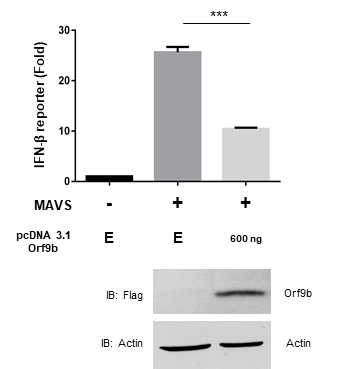 ***
IFN-β reporter (Fold)
30
20
10
0
MAVS - + +
pcDNA 3.1 E E 600 ng
Orf9b
IB: Flag Orf9b
IB: Actin Actin